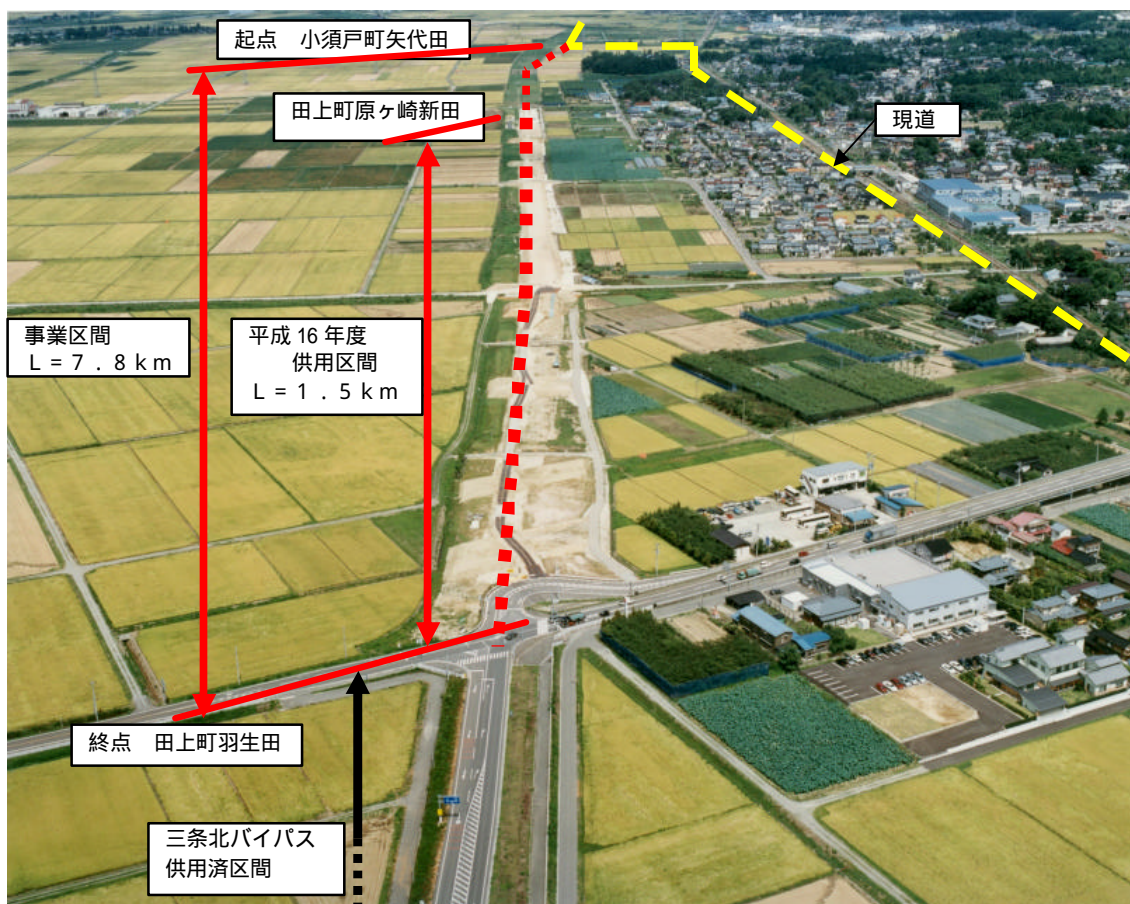 起点　小須戸町矢代田
田上町原ヶ崎新田
現道
事業区間
Ｌ＝７．８ｋｍ
平成16年度
供用区間
Ｌ＝１．５ｋｍ
終点　田上町羽生田
三条北バイパス
供用済区間